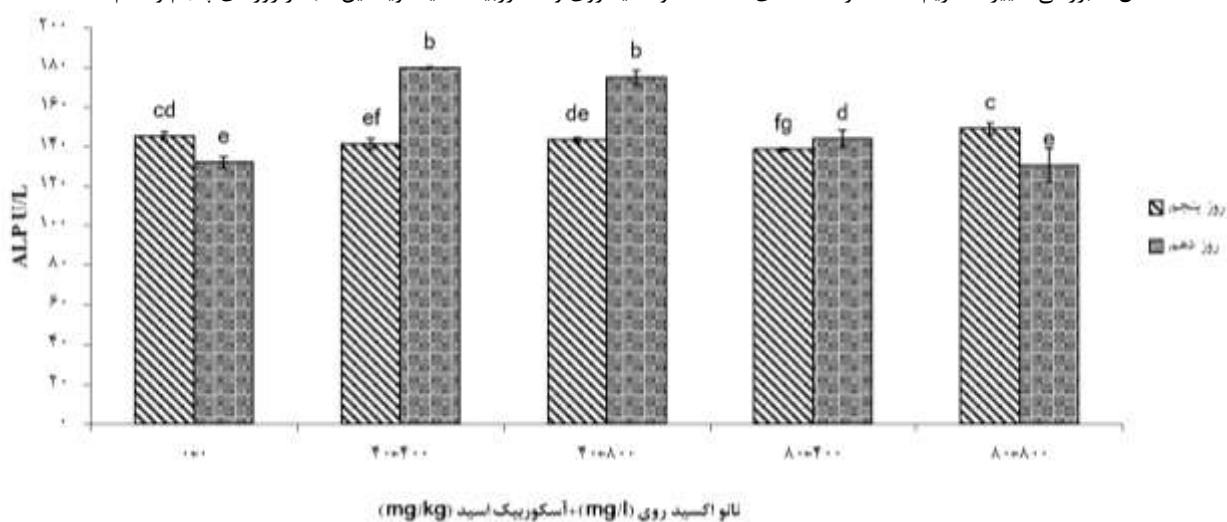 ۲۰۰
۱۸۰
۱۶۰
۱۴۰
۱۲۰
۱۰۰
۸۰
۶۰
۴۰
۲۰
۰
ALP U/L
cd
e
ef
b
de
b
fg
d
c
e
روز پنجم
روز دهم
۰+۰
۴۰+۴۰۰
۴۰+۸۰۰
۸۰+۴۰۰
۸۰+۸۰۰
نانو اکسید روی (mg/l)+آسکوربیک اسید (mg/kg)